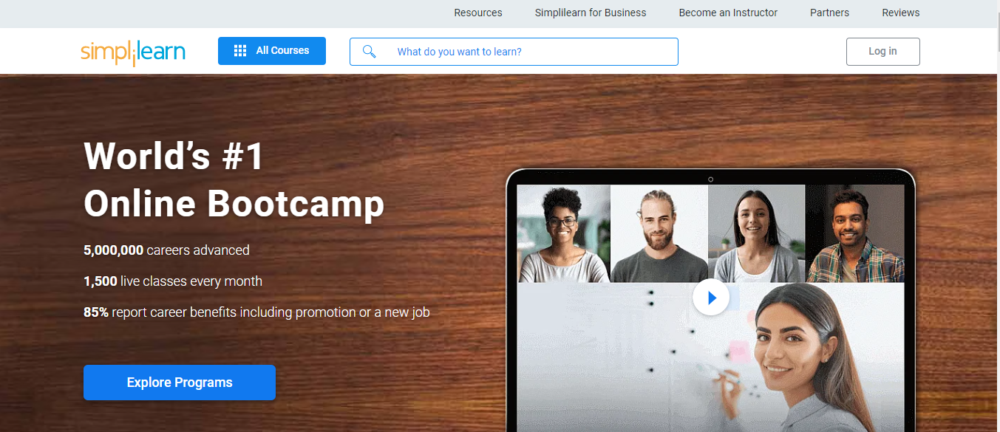 Resources
Simplilearn for Business
Become an Instructor
Partners
Reviews
simplilearn
All Courses
What do you want to learn?
Log in
World's #1
Online Bootcamp
5,000,000 careers advanced
1,500 live classes every month
85% report career benefits including promotion or a new job
Explore Programs